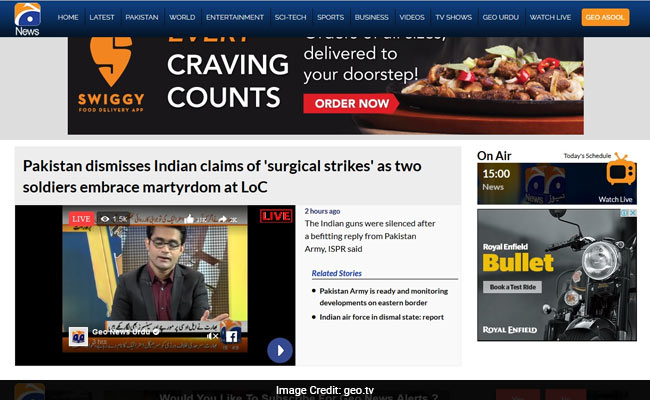 News
HOME LATEST PAKISTAN WORLD ENTERTAINMENT SCI-TECH SPORTS BUSINESS VIDEOS TV SHOWS GEO URDU WATCH LIVE GEO ASOOL
EVERY
CRAVING
COUNTS
SWIGGY
FOOD DELIVERY APP
Orders of all sizes,
delivered to
your doorstep!
ORDER NOW
Pakistan dismisses Indian claims of 'surgical strikes' as two
soldiers embrace martyrdom at LoC
LIVE 1.5k
LIVE
Geo News Urdu
3 hrs
2 hours ago
The Indian guns were silenced after
a befitting reply from Pakistan
Army, ISPR said
Related Stories
Pakistan Army is ready and monitoring
developments on eastern border
Indian air force in dismal state: report
On Air
Today's Schedule
15:00
News
Watch Live
Royal Enfield
Bullet
Book a Test Ride
ROYAL ENFIELD
Would You Like To Subscribe For Geo News Alerts ?
Image Credit: geo.tv